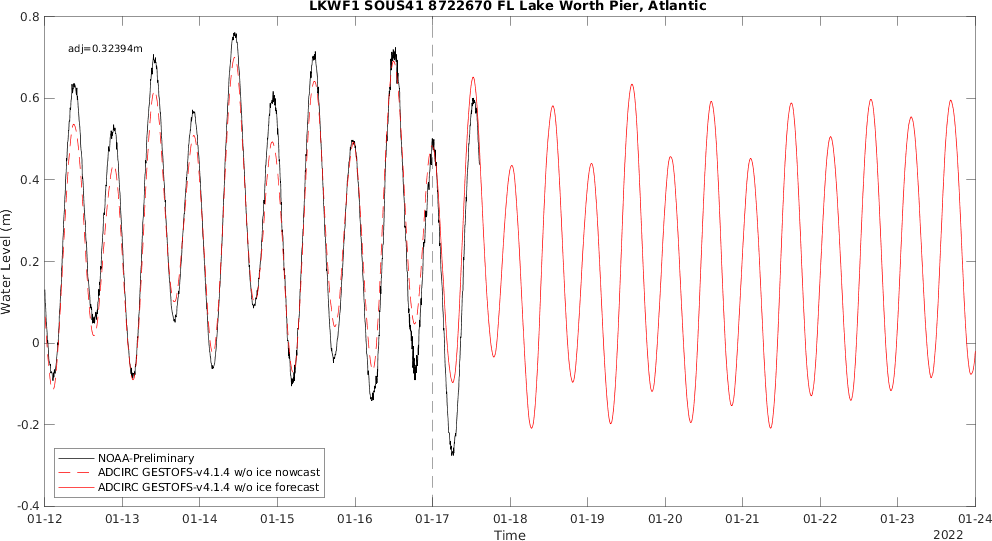 LKWF1 SOUS41 8722670 FL Lake Worth Pier, Atlantic
adj=0.32394m
0.8
0.6
0.4
0.2
0
-0.2
-0.4
Water Level (m)
NOAA-Preliminary
ADCIRC GESTOFS-v4.1.4 w/o ice nowcast
ADCIRC GESTOFS-v4.1.4 w/o ice forecast
01-12 01-13 01-14 01-15 01-16 01-17 01-18 01-19 01-20 01-21 01-22 01-23 01-24
Time
2022